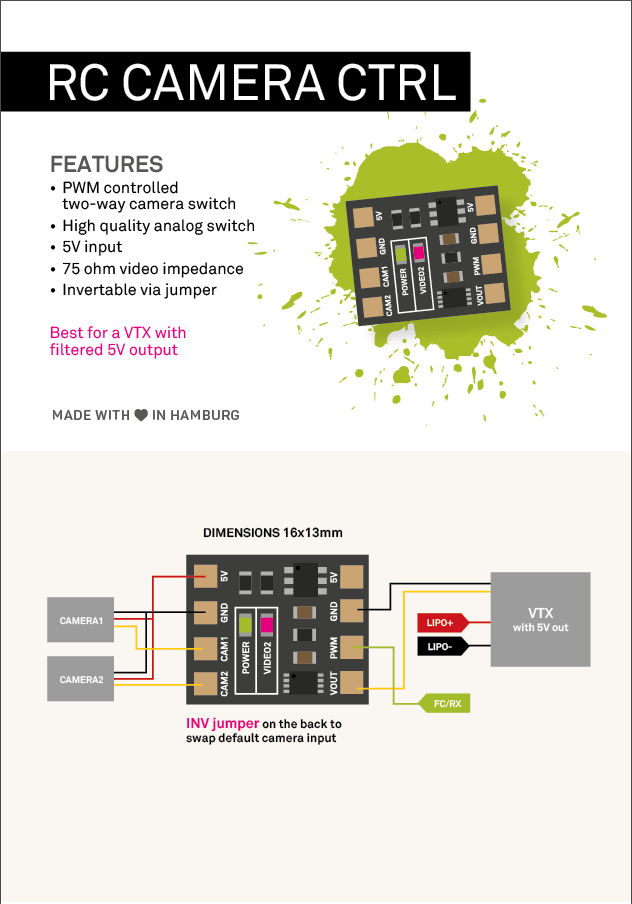 RC CAMERA CTRL
FEATURES
• PWM controlled
two-way camera switch
• High quality analog switch
• 5V input
• 75 ohm video impedance
• Invertable via jumper
Best for a VTX with
filtered 5V output
MADE WITH ♥ IN HAMBURG
5V
GND
CAM1
CAM2
POWER
VIDEO2
5V
GND
PWM
VOUT
DIMENSIONS 16x13mm
CAMERA1
CAMERA2
5V
GND
CAM1
CAM2
POWER
VIDEO2
5V
GND
PWM
VOUT
VTX
with 5V out
LIPO+
LIPO-
FC/RX
INV jumper on the back to
swap default camera input